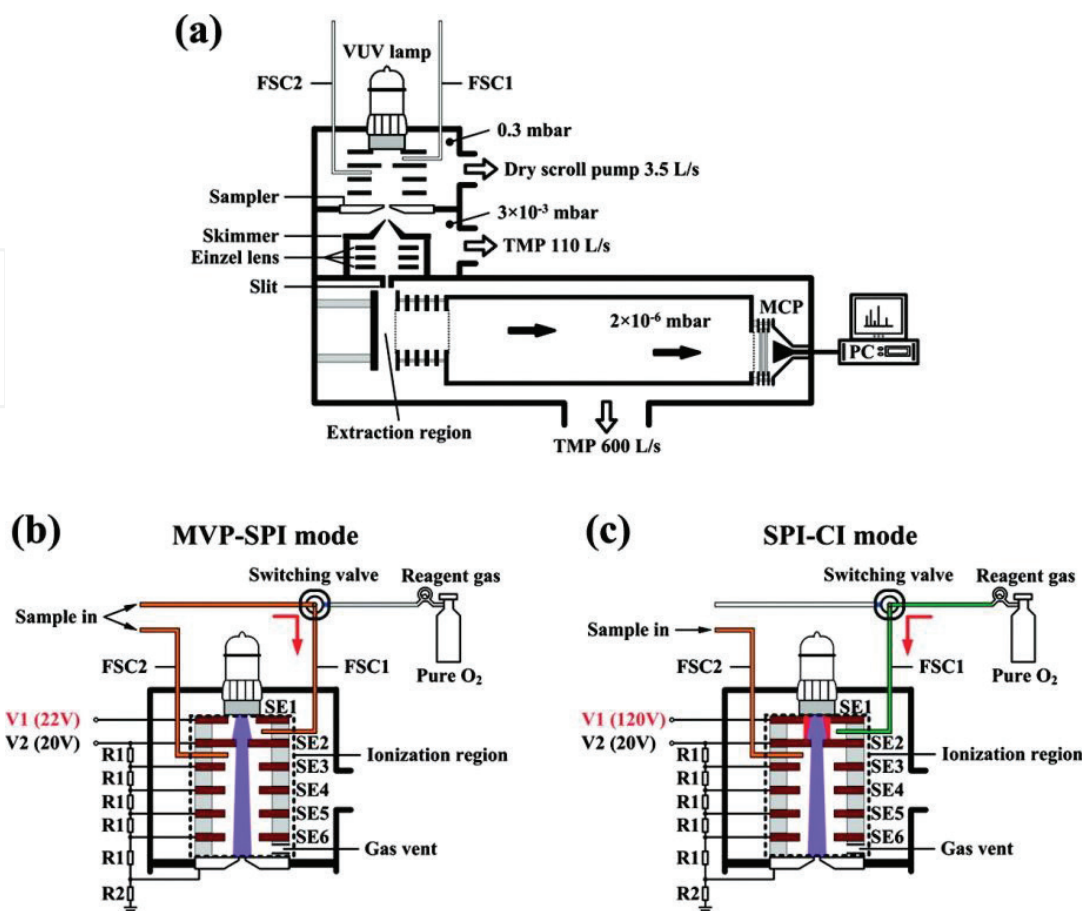 (a)
VUV lamp
FSC2
FSC1
0.3 mbar
Dry scroll pump 3.5 L/s
Sampler
3×10⁻³ mbar
Skimmer
TMP 110 L/s
Einzel lens
Slit
MCP
2×10⁻⁶ mbar
PC
Extraction region
TMP 600 L/s
(b)
MVP-SPI mode
Switching valve
Reagent gas
Sample in
FSC2
FSC1
Pure O₂
V1 (22V)
SE1
V2 (20V)
SE2
R1
Ionization region
SE3
R1
SE4
R1
SE5
R1
SE6
R1
Gas vent
R2
(c)
SPI-CI mode
Switching valve
Reagent gas
Sample in
FSC2
FSC1
Pure O₂
V1 (120V)
SE1
V2 (20V)
SE2
R1
Ionization region
SE3
R1
SE4
R1
SE5
R1
SE6
R1
Gas vent
R2